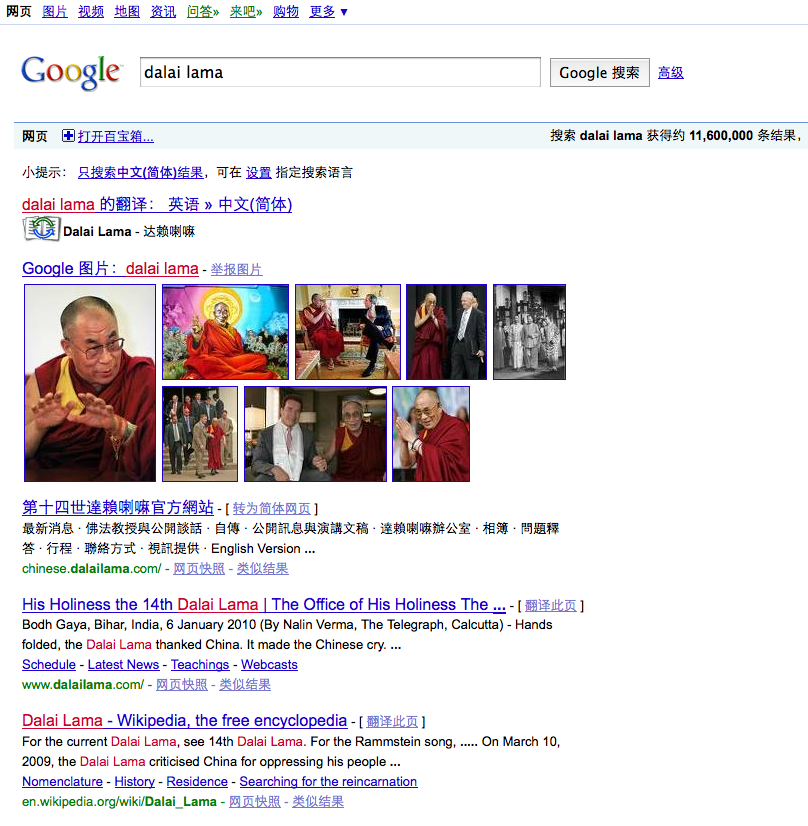 网页 图片 视频 地图 资讯 问答» 来吧» 购物 更多 ▼
Google dalai lama Google 搜索 高级
网页 打开百宝箱... 搜索 dalai lama 获得约 11,600,000 条结果,
小提示： 只搜索中文(简体)结果，可在 设置 指定搜索语言
dalai lama 的翻译： 英语 » 中文(简体)
Dalai Lama - 达赖喇嘛
Google 图片：dalai lama - 举报图片
第十四世達賴喇嘛官方網站 - [ 转为简体网页 ]
最新消息 · 佛法教授與公開談話 · 自傳 · 公開訊息與演講文稿 · 達賴喇嘛辦公室 · 相簿 · 問題釋
答 · 行程 · 聯絡方式 · 視訊提供 · English Version ...
chinese.dalailama.com/ - 网页快照 - 类似结果
His Holiness the 14th Dalai Lama | The Office of His Holiness The ... - [ 翻译此页 ]
Bodh Gaya, Bihar, India, 6 January 2010 (By Nalin Verma, The Telegraph, Calcutta) - Hands
folded, the Dalai Lama thanked China. It made the Chinese cry. ...
Schedule - Latest News - Teachings - Webcasts
www.dalailama.com/ - 网页快照 - 类似结果
Dalai Lama - Wikipedia, the free encyclopedia - [ 翻译此页 ]
For the current Dalai Lama, see 14th Dalai Lama. For the Rammstein song, ..... On March 10,
2009, the Dalai Lama criticised China for oppressing his people ...
Nomenclature - History - Residence - Searching for the reincarnation
en.wikipedia.org/wiki/Dalai_Lama - 网页快照 - 类似结果